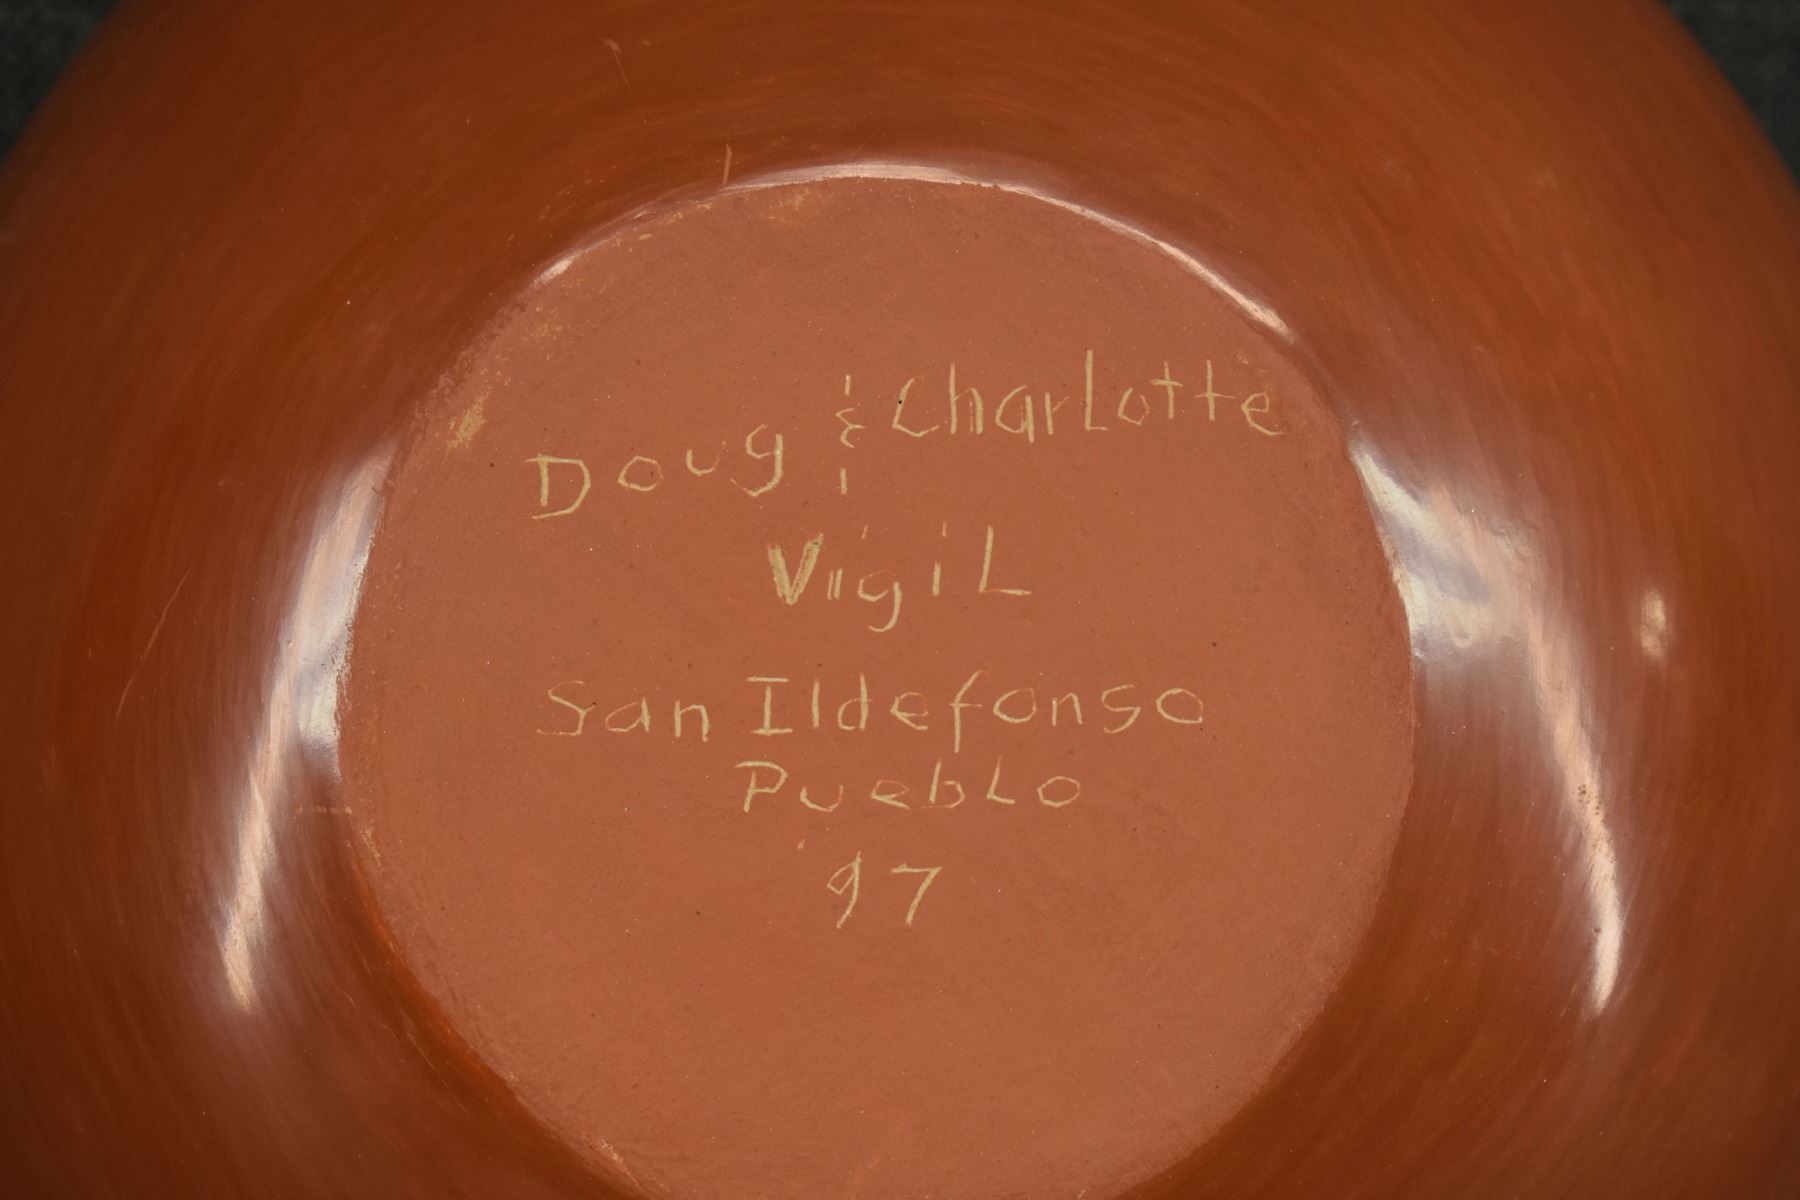 Doug & CharLotte
VigiL
San Ildefonso
PuebLo
'97